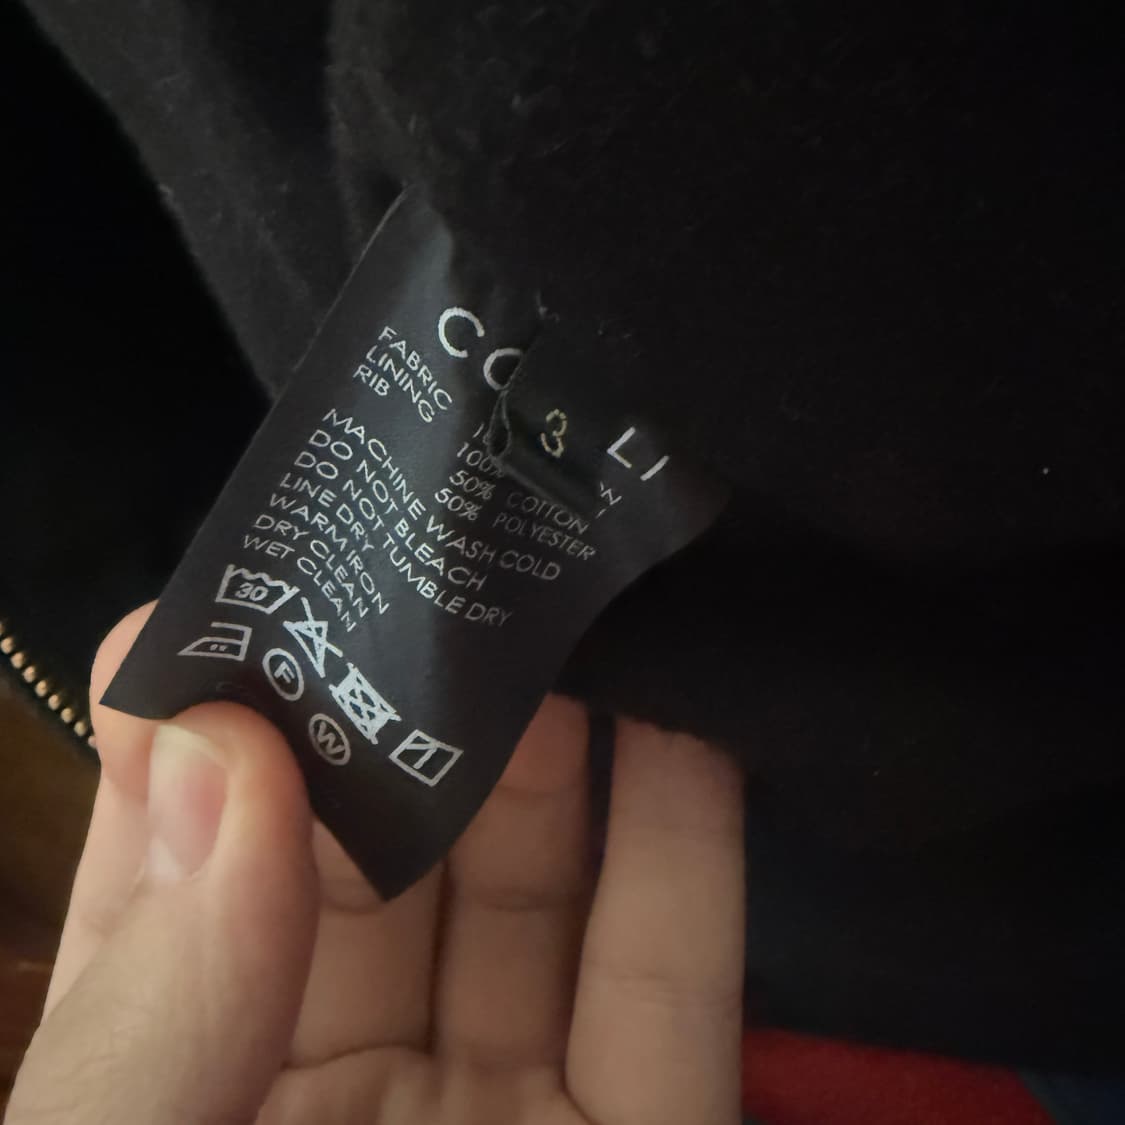 CO
3
LI
FABRIC
LINING
RIB
100%
50% COTTON
50% POLYESTER
MACHINE WASH COLD
DO NOT BLEACH
DO NOT TUMBLE DRY
LINE DRY
WARM IRON
DRY CLEAN
WET CLEAN
30
F
W